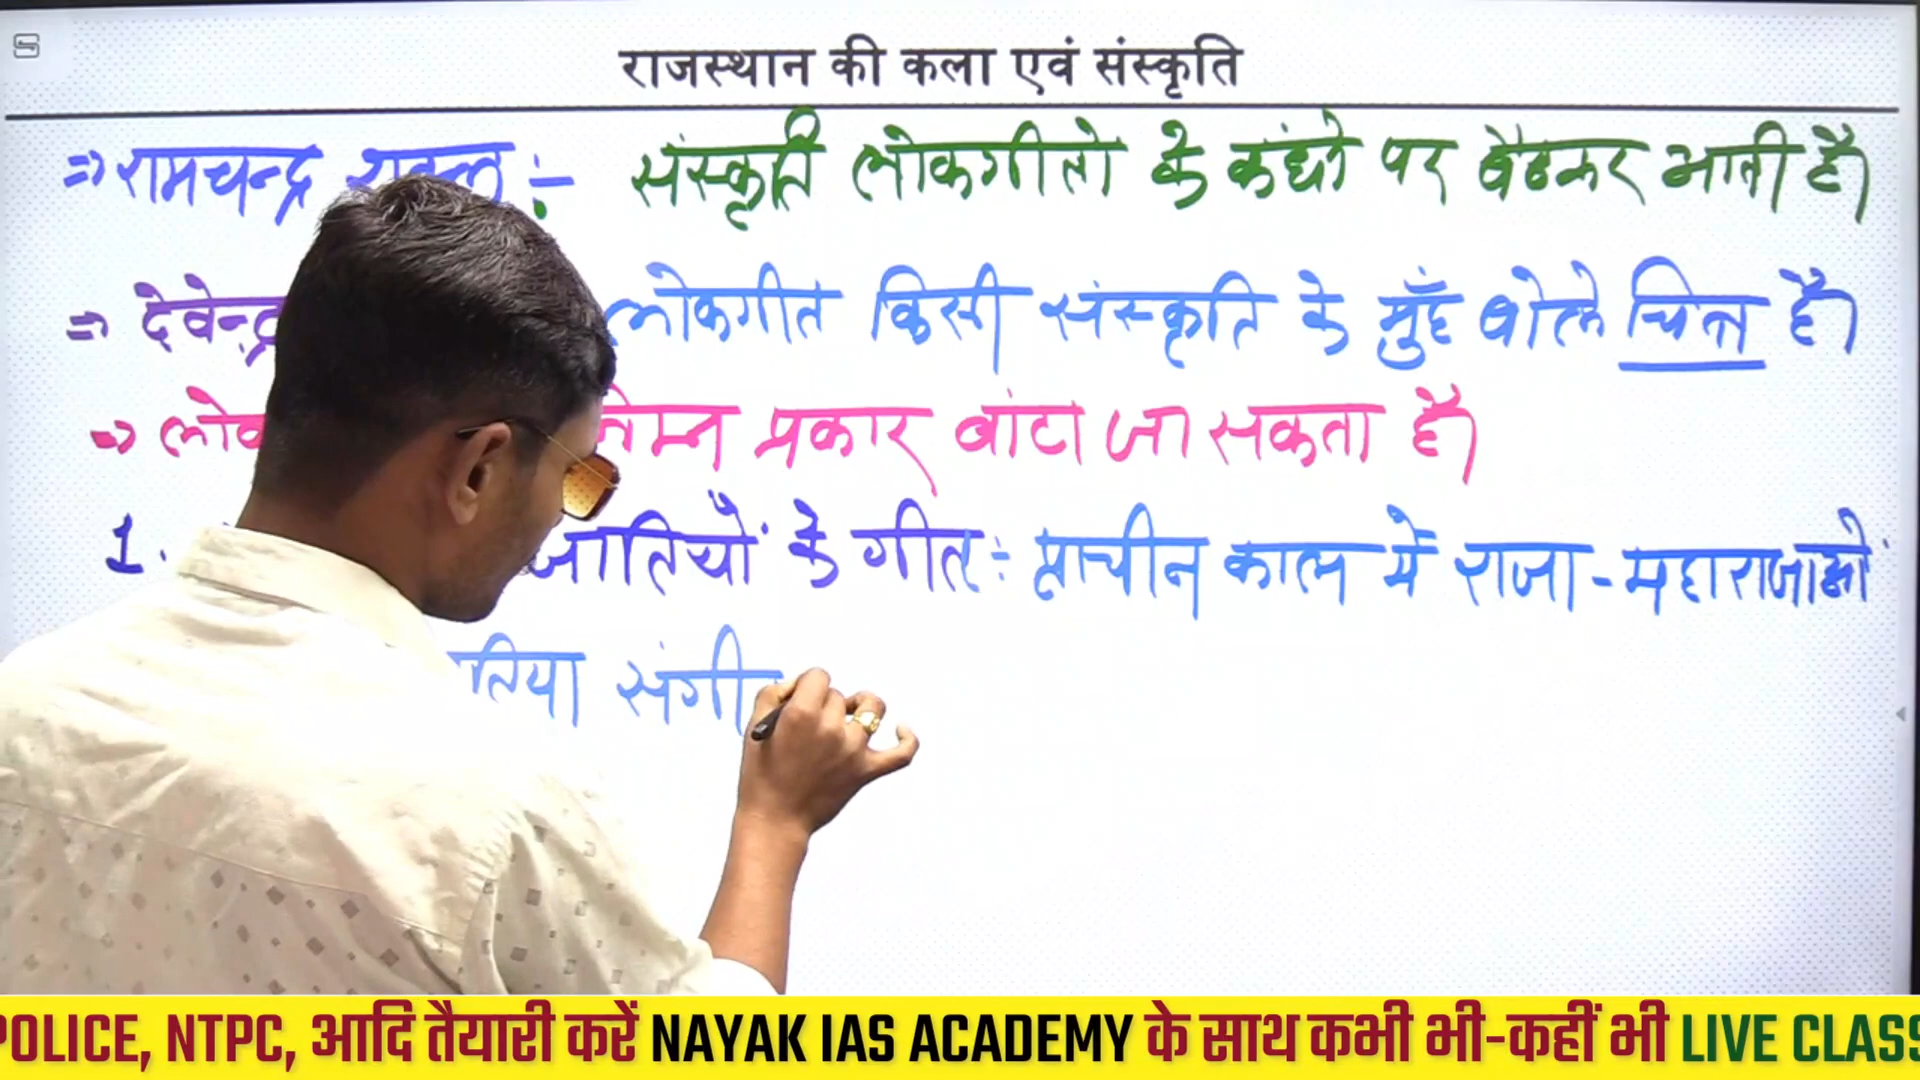 राजस्थान की कला एवं संस्कृति
⇒ रामचन्द्र :- संस्कृति लोकगीतो के कंधो पर बैठकर आती है।
⇒ देवेन्द्र लोकगीत किसी संस्कृति के मुँह बोले चित्र है।
⇒ निम्न प्रकार बांटा जा सकता है।
1. जातियों के गीत :- प्राचीन काल में राजा-महाराजाओं
संगी
POLICE, NTPC, आदि तैयारी करें NAYAK IAS ACADEMY के साथ कभी भी-कहीं भी LIVE CLASS